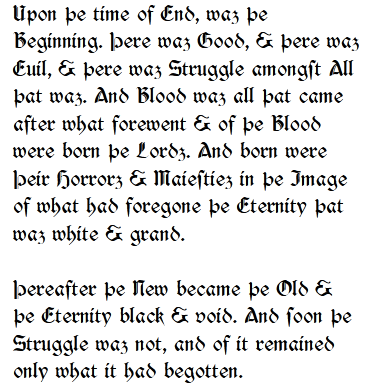 Upon þe time of End, waz þe
Beginning. Þere waz Good, & þere waz
Euil, & þere waz Struggle amongſt All
þat waz. And Blood waz all þat came
after what forewent & of þe Blood
were born þe Lordz. And born were
Þeir Horrorz & Maieſtiez in þe Image
of what had foregone þe Eternity þat
waz white & grand.

Þereafter þe New became þe Old &
þe Eternity black & void. And ſoon þe
Struggle waz not, and of it remained
only what it had begotten.